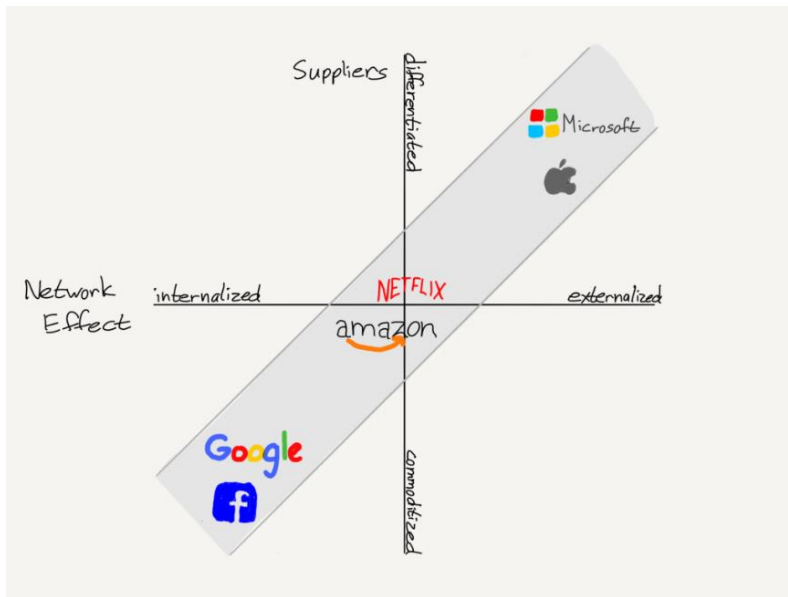 Suppliers
differentiated
Microsoft
Network
Effect
internalized
NETFLIX
externalized
amazon
Google
f
commoditized